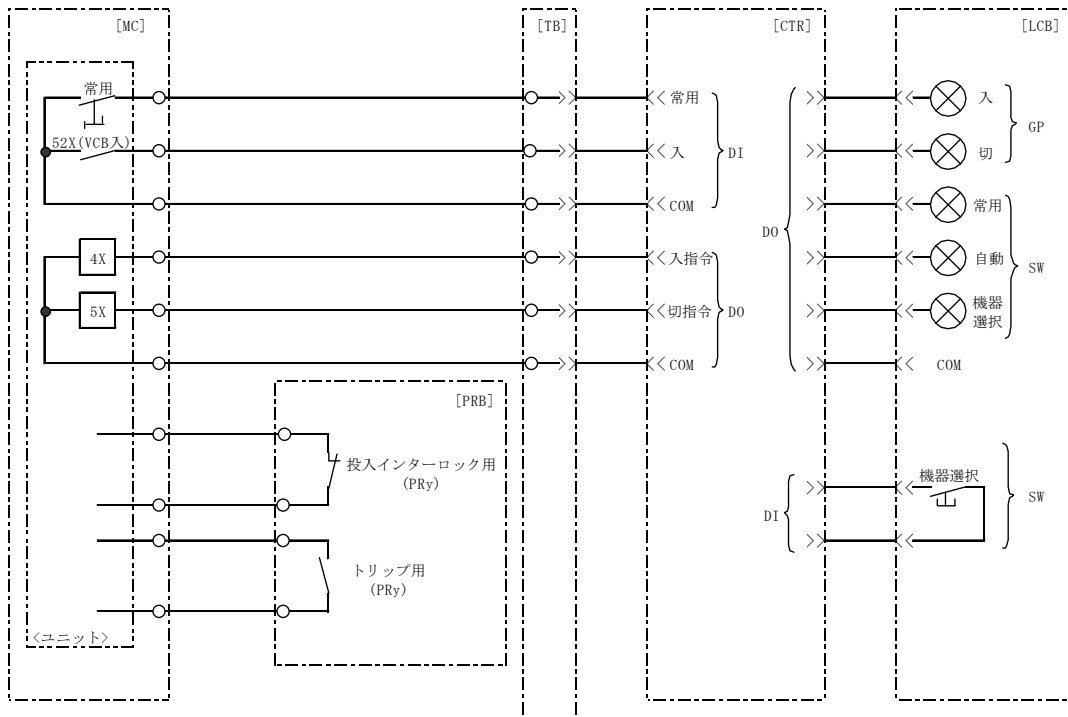 [MC]
[TB]
[CTR]
[LCB]
常用
常用
入
52X(VCB入)
入
DI
切
GP
COM
DO
常用
4X
入指令
自動
SW
5X
切指令
DO
機器
選択
COM
COM
[PRB]
投入インターロック用
(PRy)
機器選択
DI
SW
トリップ用
(PRy)
<ユニット>